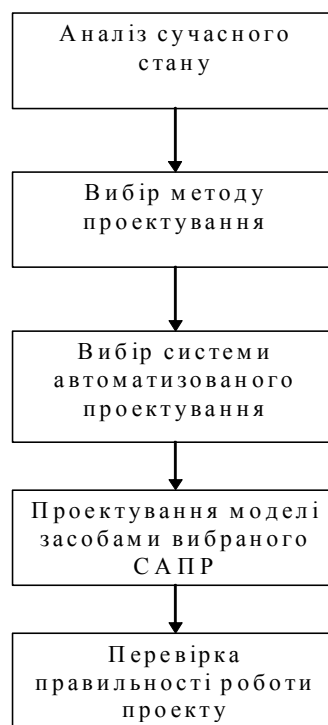 Аналіз сучасного
стану
Вибір методу
проектування
Вибір системи
автоматизованого
проектування
Проектування моделі
засобами вибраного
САПР
Перевірка
правильності роботи
проекту